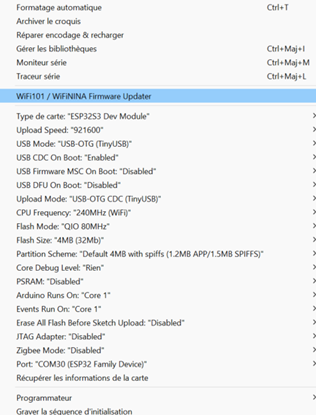 Formatage automatique Ctrl+T
Archiver le croquis
Réparer encodage & recharger
Gérer les bibliothèques Ctrl+Maj+I
Moniteur série Ctrl+Maj+M
Traceur série Ctrl+Maj+L
WiFi101 / WiFiNINA Firmware Updater
Type de carte: "ESP32S3 Dev Module"
Upload Speed: "921600"
USB Mode: "USB-OTG (TinyUSB)"
USB CDC On Boot: "Enabled"
USB Firmware MSC On Boot: "Disabled"
USB DFU On Boot: "Disabled"
Upload Mode: "USB-OTG CDC (TinyUSB)"
CPU Frequency: "240MHz (WiFi)"
Flash Mode: "QIO 80MHz"
Flash Size: "4MB (32Mb)"
Partition Scheme: "Default 4MB with spiffs (1.2MB APP/1.5MB SPIFFS)"
Core Debug Level: "Rien"
PSRAM: "Disabled"
Arduino Runs On: "Core 1"
Events Run On: "Core 1"
Erase All Flash Before Sketch Upload: "Disabled"
JTAG Adapter: "Disabled"
Zigbee Mode: "Disabled"
Port: "COM30 (ESP32 Family Device)"
Récupérer les informations de la carte
Programmateur
Graver la séquence d'initialisation